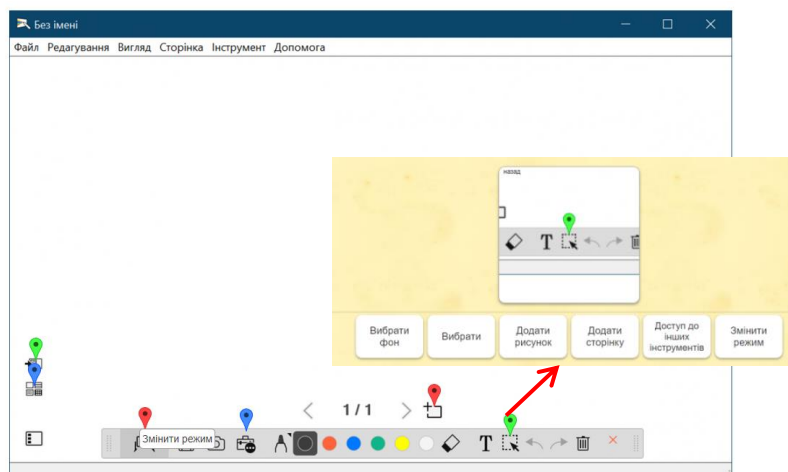 Без імені
Файл Редагування Вигляд Сторінка Інструмент Допомога
назад
T
Вибрати фон
Вибрати
Додати рисунок
Додати сторінку
Доступ до інших інструментів
Змінити режим
1/1
Змінити режим
T